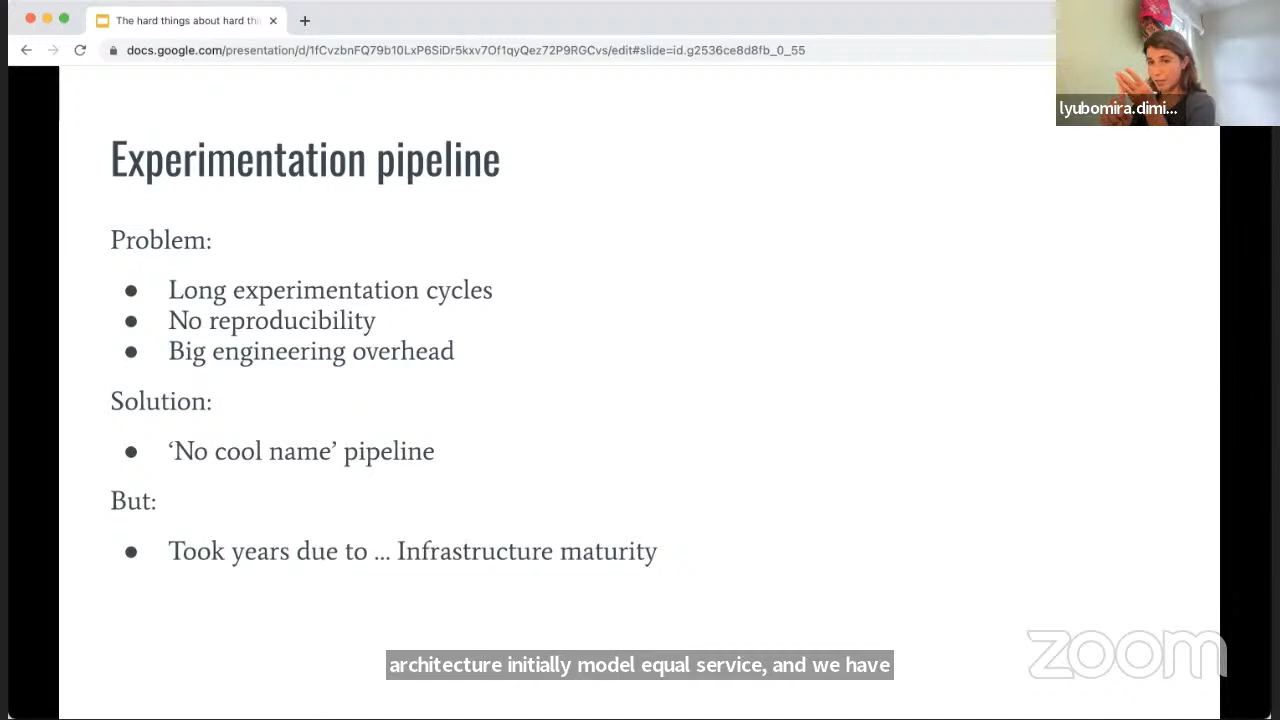 The hard things about hard thi
docs.google.com/presentation/d/1fCvzbnFQ79b10LxP6SiDr5kxv7Of1qyQez72P9RGCvs/edit#slide=id.g2536ce8d8fb_0_55
lyubomira.dimi...
Experimentation pipeline
Problem:
● Long experimentation cycles
● No reproducibility
● Big engineering overhead
Solution:
● ‘No cool name’ pipeline
But:
● Took years due to ... Infrastructure maturity
architecture initially model equal service, and we have
zoom